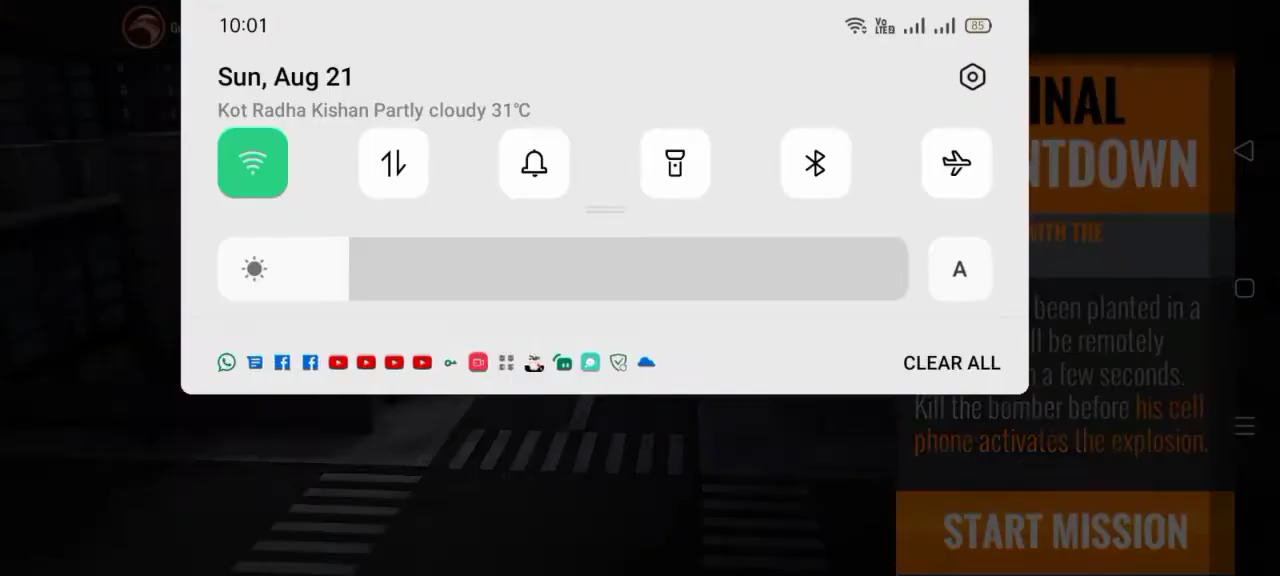 10:01
Vo
LTE2
85
Sun, Aug 21
Kot Radha Kishan Partly cloudy 31°C
A
CLEAR ALL
INAL
NTDOWN
WITH THE
been planted in a
ll be remotely
a few seconds.
Kill the bomber before his cell
phone activates the explosion.
START MISSION